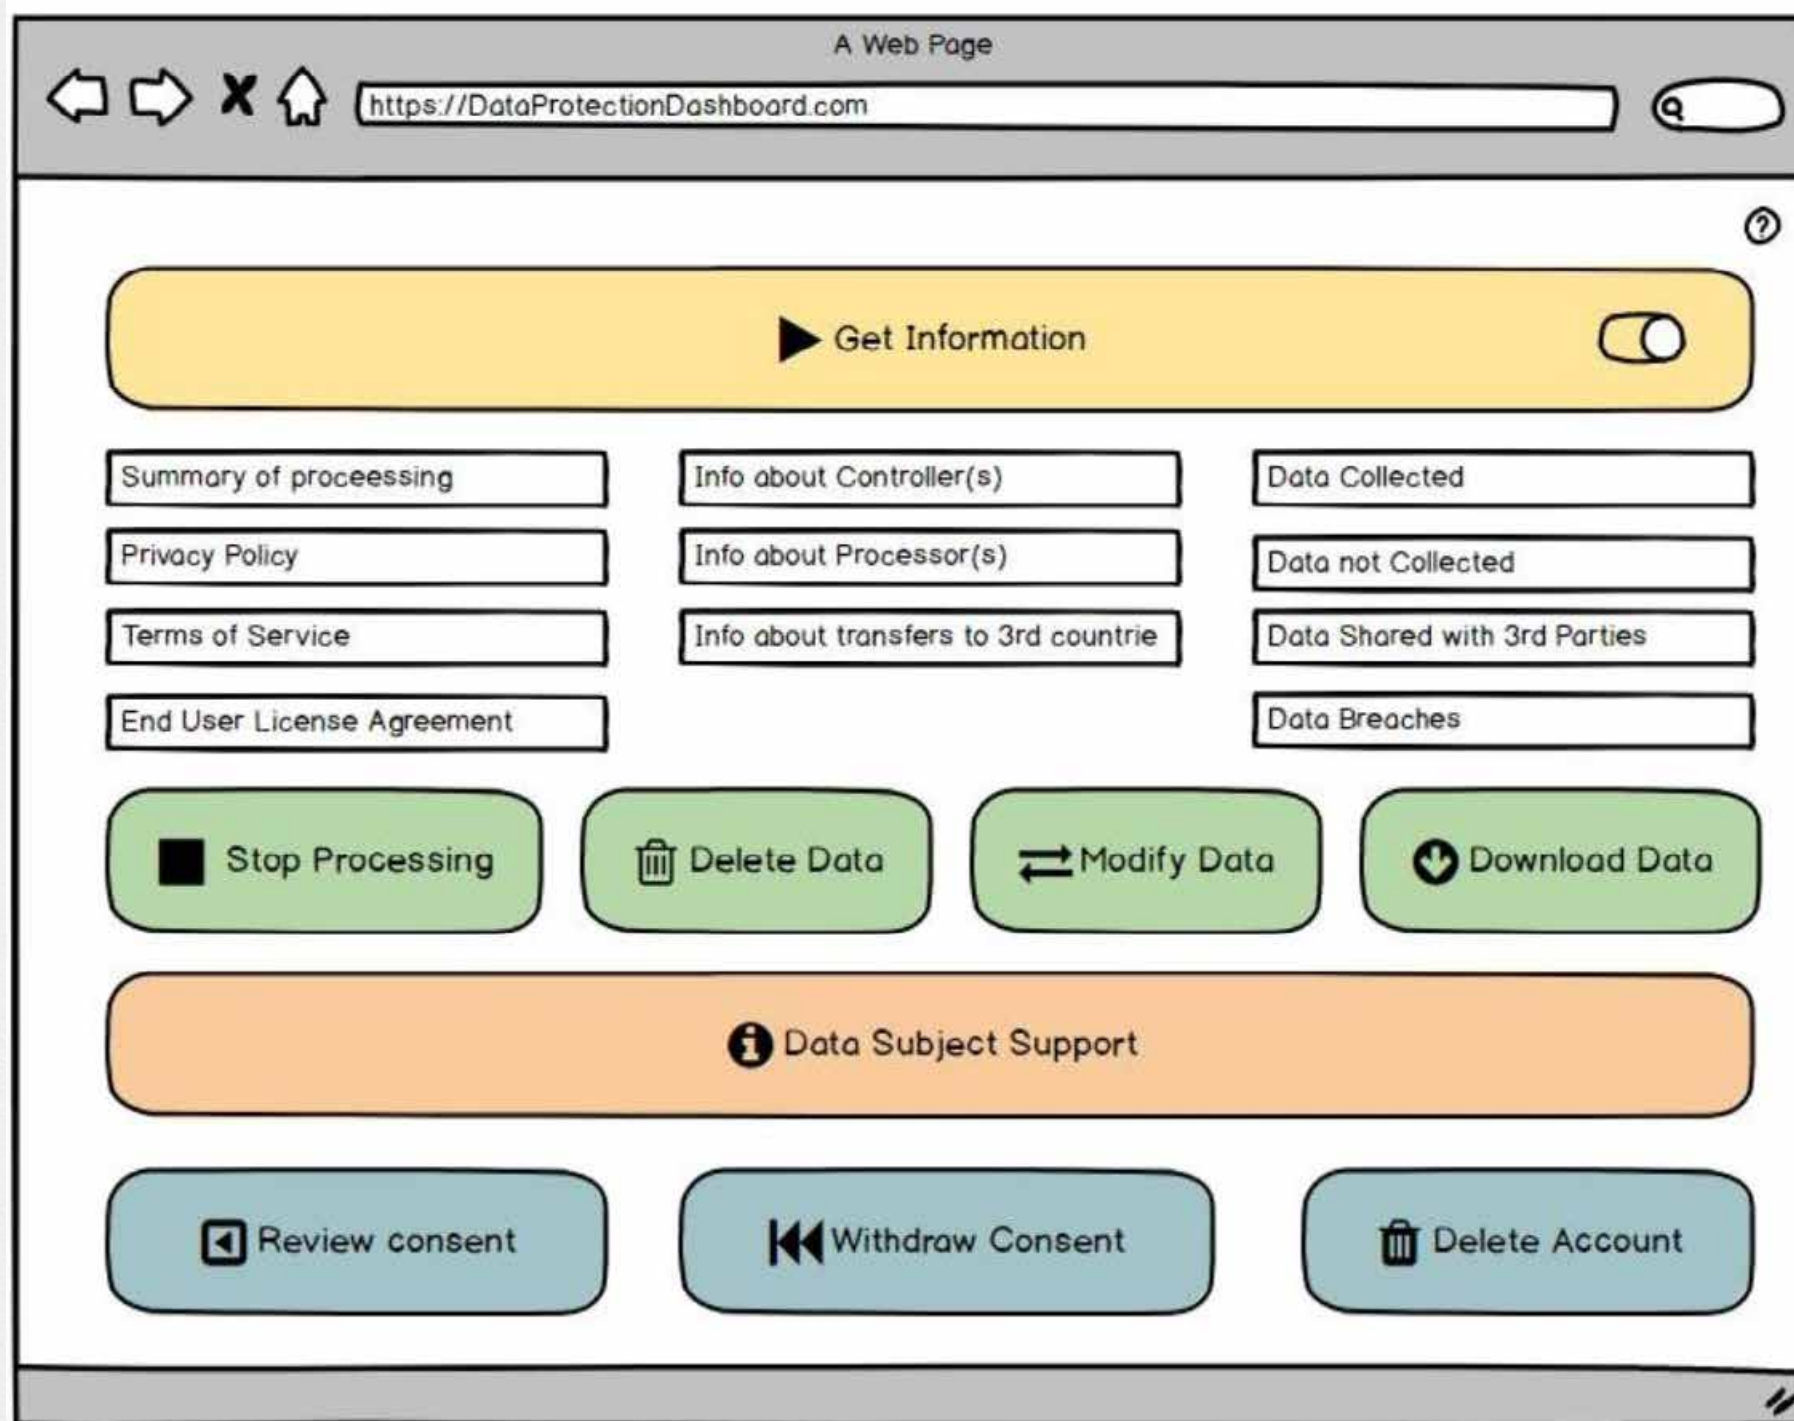 A Web Page
https://DataProtectionDashboard.com
?
Get Information
Summary of proceessing
Info about Controller(s)
Data Collected
Privacy Policy
Info about Processor(s)
Data not Collected
Terms of Service
Info about transfers to 3rd countrie
Data Shared with 3rd Parties
End User License Agreement
Data Breaches
Stop Processing
Delete Data
Modify Data
Download Data
Data Subject Support
Review consent
Withdraw Consent
Delete Account